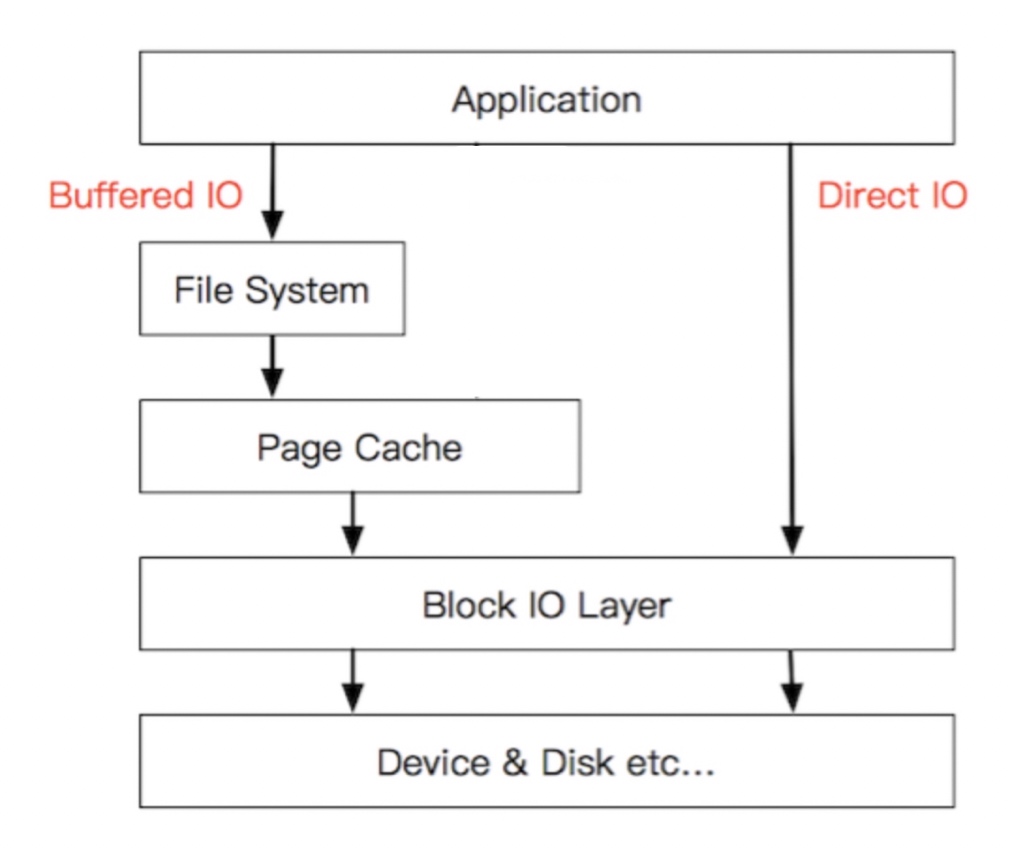 Application
Buffered IO
Direct IO
File System
Page Cache
Block IO Layer
Device & Disk etc...